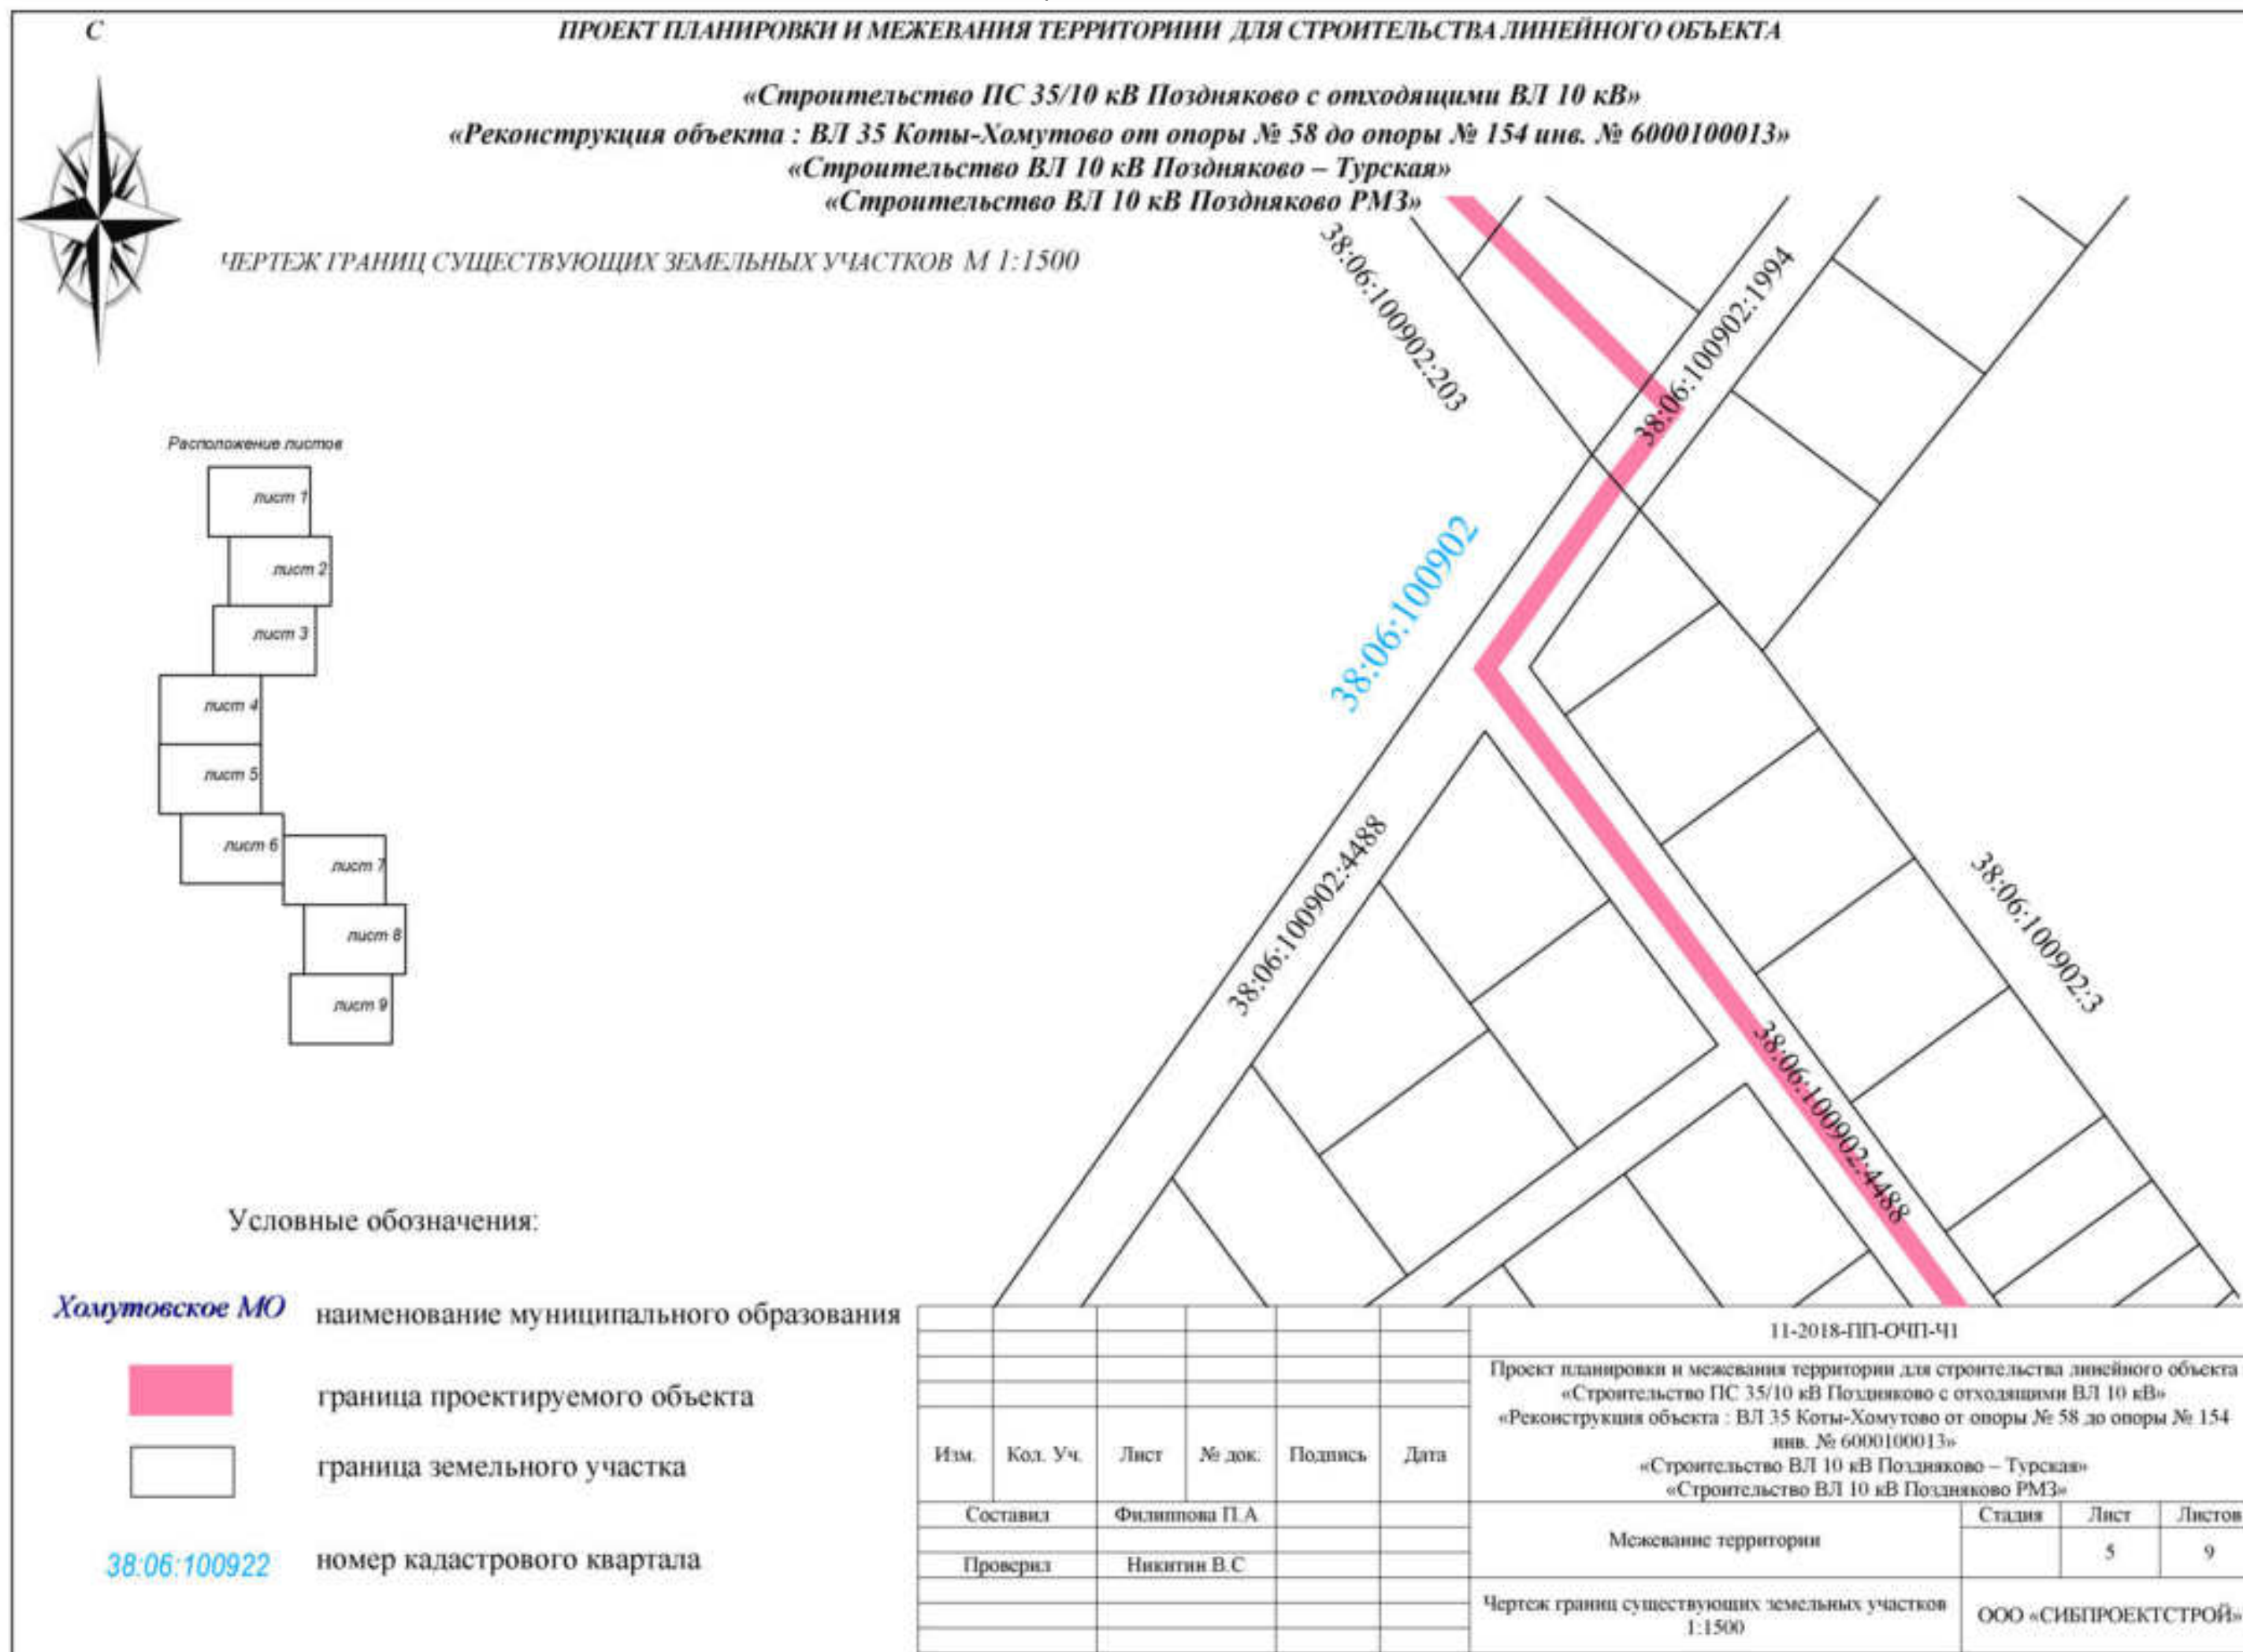 С
ПРОЕКТ ПЛАНИРОВКИ И МЕЖЕВАНИЯ ТЕРРИТОРИИИ ДЛЯ СТРОИТЕЛЬСТВА ЛИНЕЙНОГО ОБЪЕКТА
«Строительство ПС 35/10 кВ Поздняково с отходящими ВЛ 10 кВ»
«Реконструкция объекта : ВЛ 35 Коты-Хомутово от опоры № 58 до опоры № 154 инв. № 6000100013»
«Строительство ВЛ 10 кВ Поздняково – Турская»
«Строительство ВЛ 10 кВ Поздняково РМЗ»
ЧЕРТЕЖ ГРАНИЦ СУЩЕСТВУЮЩИХ ЗЕМЕЛЬНЫХ УЧАСТКОВ М 1:1500
38:06:100902:203
38:06:100902:1994
38:06:100902
38:06:100902:4488
38:06:100902:3
38:06:100902:4488
Расположение листов
лист 1
лист 2
лист 3
лист 4
лист 5
лист 6
лист 7
лист 8
лист 9
Условные обозначения:
Хомутовское МО наименование муниципального образования
граница проектируемого объекта
граница земельного участка
38:06:100922 номер кадастрового квартала
11-2018-ПП-ОЧП-Ч1
Проект планировки и межевания территории для строительства линейного объекта
«Строительство ПС 35/10 кВ Поздняково с отходящими ВЛ 10 кВ»
«Реконструкция объекта : ВЛ 35 Коты-Хомутово от опоры № 58 до опоры № 154
инв. № 6000100013»
«Строительство ВЛ 10 кВ Поздняково – Турская»
«Строительство ВЛ 10 кВ Поздняково РМЗ»
Изм. Кол. Уч. Лист № док. Подпись Дата
Составил Филиппова П.А
Проверил Никитин В.С
Межевание территории
Стадия Лист Листов
5 9
Чертеж границ существующих земельных участков
1:1500
ООО «СИБПРОЕКТСТРОЙ»